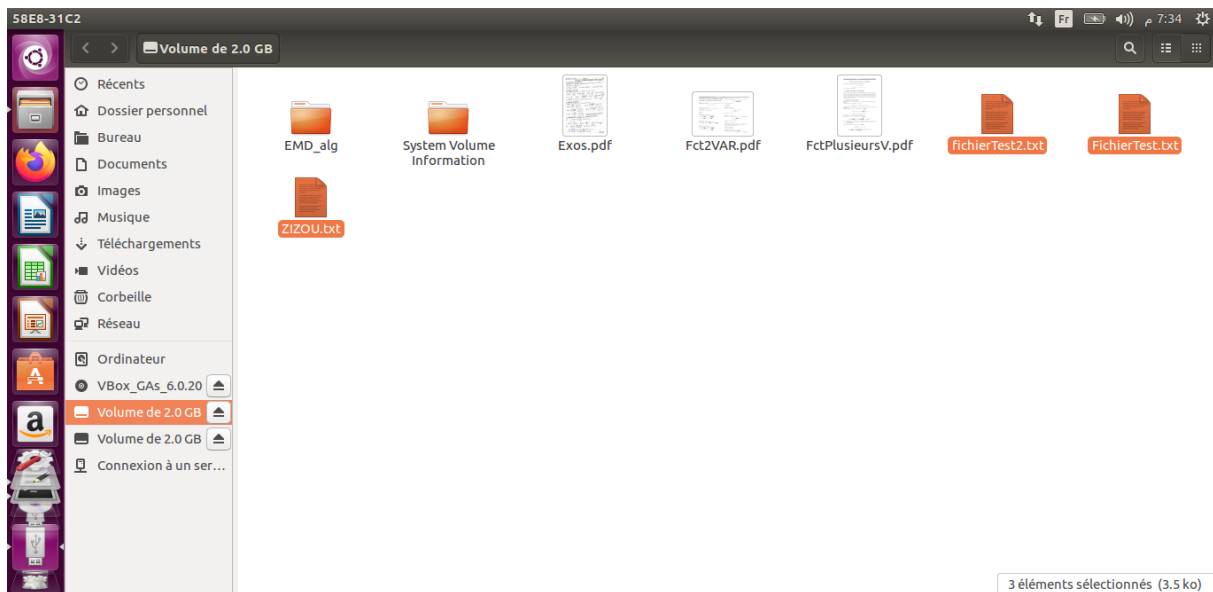 58E8-31C2
Fr
7:34 م
Volume de 2.0 GB
Récents
Dossier personnel
Bureau
Documents
Images
Musique
Téléchargements
Vidéos
Corbeille
Réseau
Ordinateur
VBox_GAs_6.0.20
Volume de 2.0 GB
Volume de 2.0 GB
Connexion à un ser…
EMD_alg
System Volume
Information
Exos.pdf
Fct2VAR.pdf
FctPlusieursV.pdf
fichierTest2.txt
FichierTest.txt
ZIZOU.txt
3 éléments sélectionnés (3.5 ko)